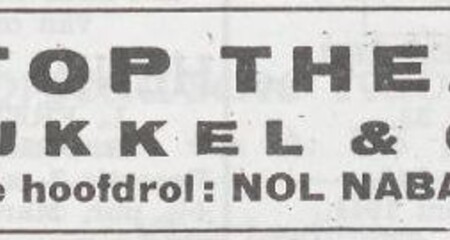 TOP THE
UKKEL &
e hoofdrol: NOL NABA